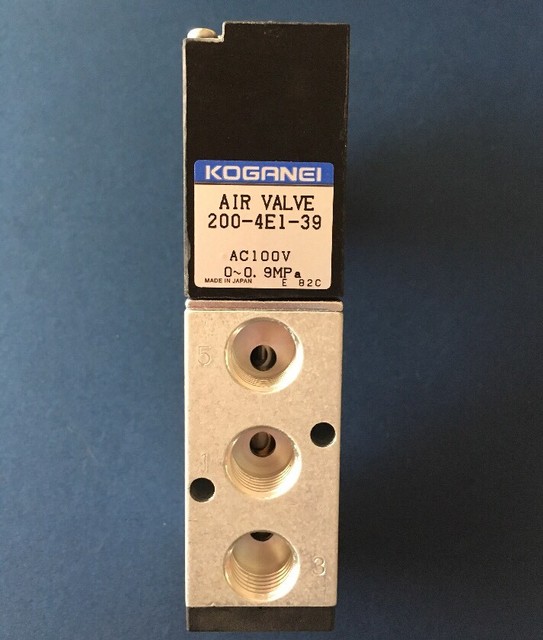 KOGANEI
AIR VALVE
200-4E1-39
AC100V
0~0.9MPa
MADE IN JAPAN E 82C
5
1
3